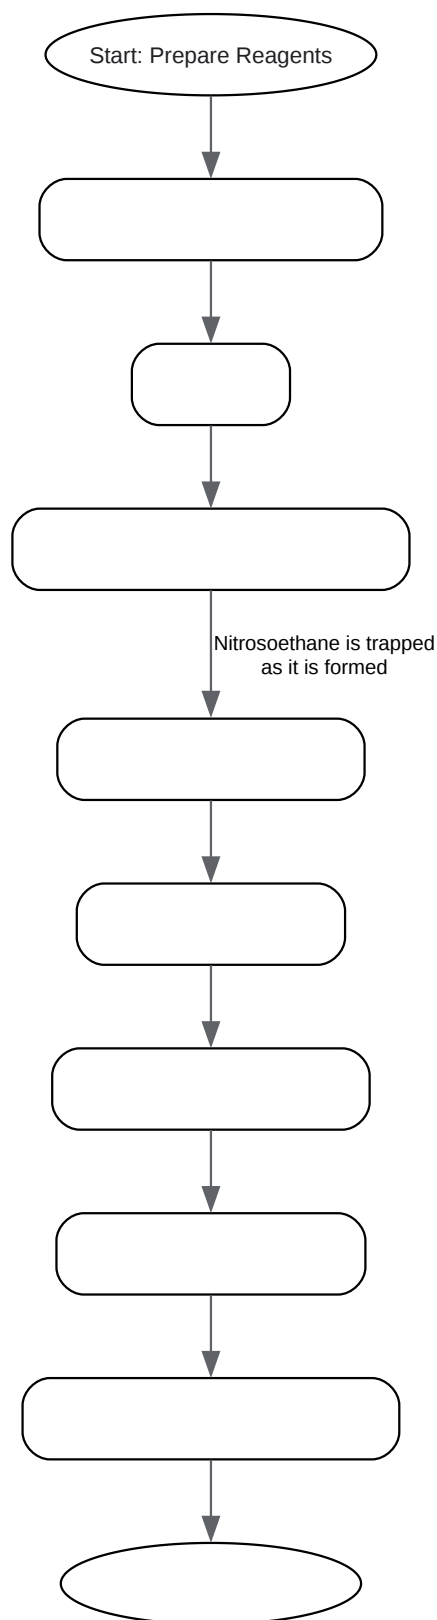 Start: Prepare Reagents
Nitrosoethane is trapped
as it is formed